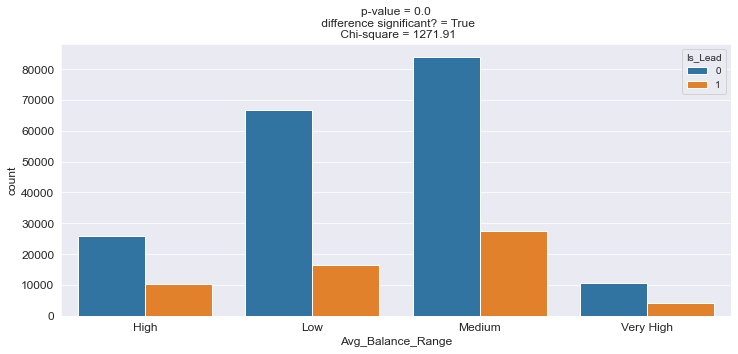 p-value = 0.0
difference significant? = True
Chi-square = 1271.91
Is_Lead
0
1
80000
70000
60000
50000
40000
30000
20000
10000
0
count
High
Low
Medium
Very High
Avg_Balance_Range